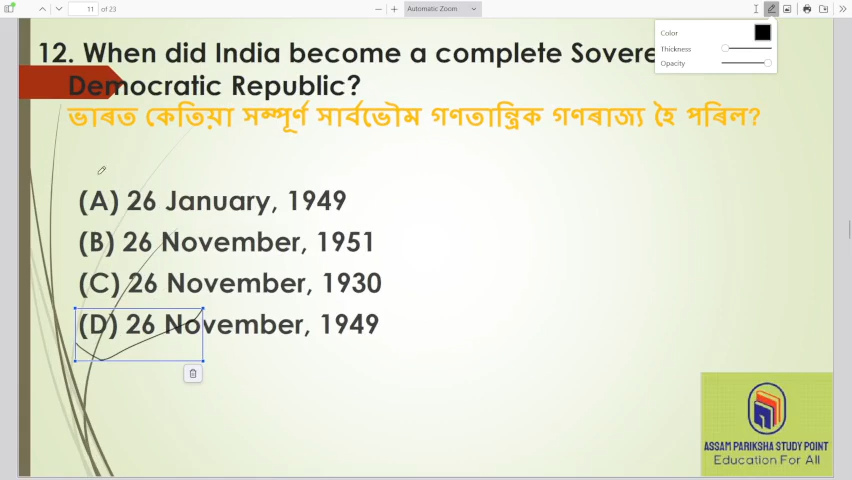 11 of 23
Automatic Zoom
Color
Thickness
Opacity
12. When did India become a complete Sovere
Democratic Republic?
ভাৰত কেতিয়া সম্পূৰ্ণ সাৰ্বভৌম গণতান্ত্ৰিক গণৰাজ্য হৈ পৰিল?
(A) 26 January, 1949
(B) 26 November, 1951
(C) 26 November, 1930
(D) 26 November, 1949
ASSAM PARIKSHA STUDY POINT
Education For All